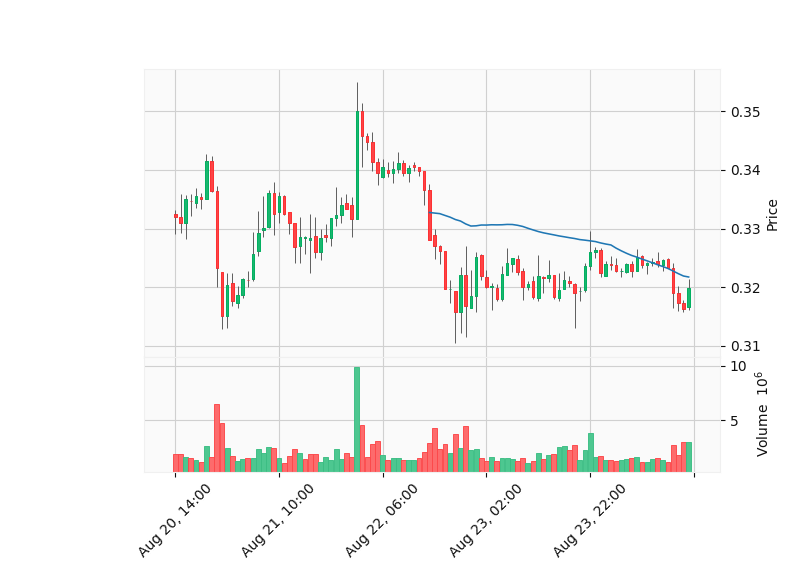 0.35
0.34
0.33
0.32
0.31
Price
10
5
Volume 10^6
Aug 20, 14:00
Aug 21, 10:00
Aug 22, 06:00
Aug 23, 02:00
Aug 23, 22:00